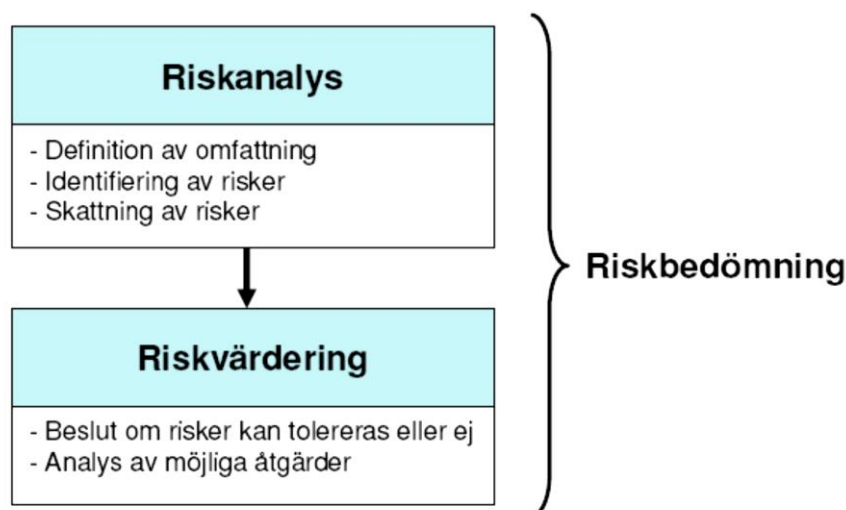 Riskanalys
- Definition av omfattning
- Identifiering av risker
- Skattning av risker
Riskvärdering
- Beslut om risker kan tolereras eller ej
- Analys av möjliga åtgärder
Riskbedömning